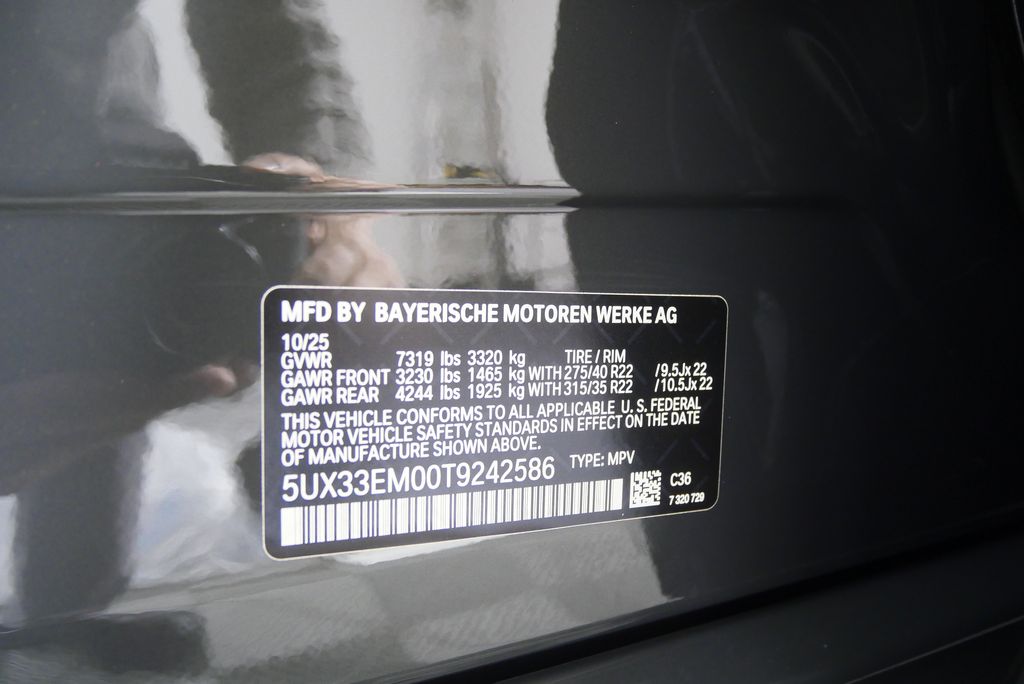 MFD BY BAYERISCHE MOTOREN WERKE AG
10/25
GVWR 7319 lbs 3320 kg TIRE / RIM
GAWR FRONT 3230 lbs 1465 kg WITH 275/40 R22 /9.5Jx 22
GAWR REAR 4244 lbs 1925 kg WITH 315/35 R22 /10.5Jx 22
THIS VEHICLE CONFORMS TO ALL APPLICABLE U. S. FEDERAL
MOTOR VEHICLE SAFETY STANDARDS IN EFFECT ON THE DATE
OF MANUFACTURE SHOWN ABOVE.
5UX33EM00T9242586 TYPE: MPV
C36
7 320 729